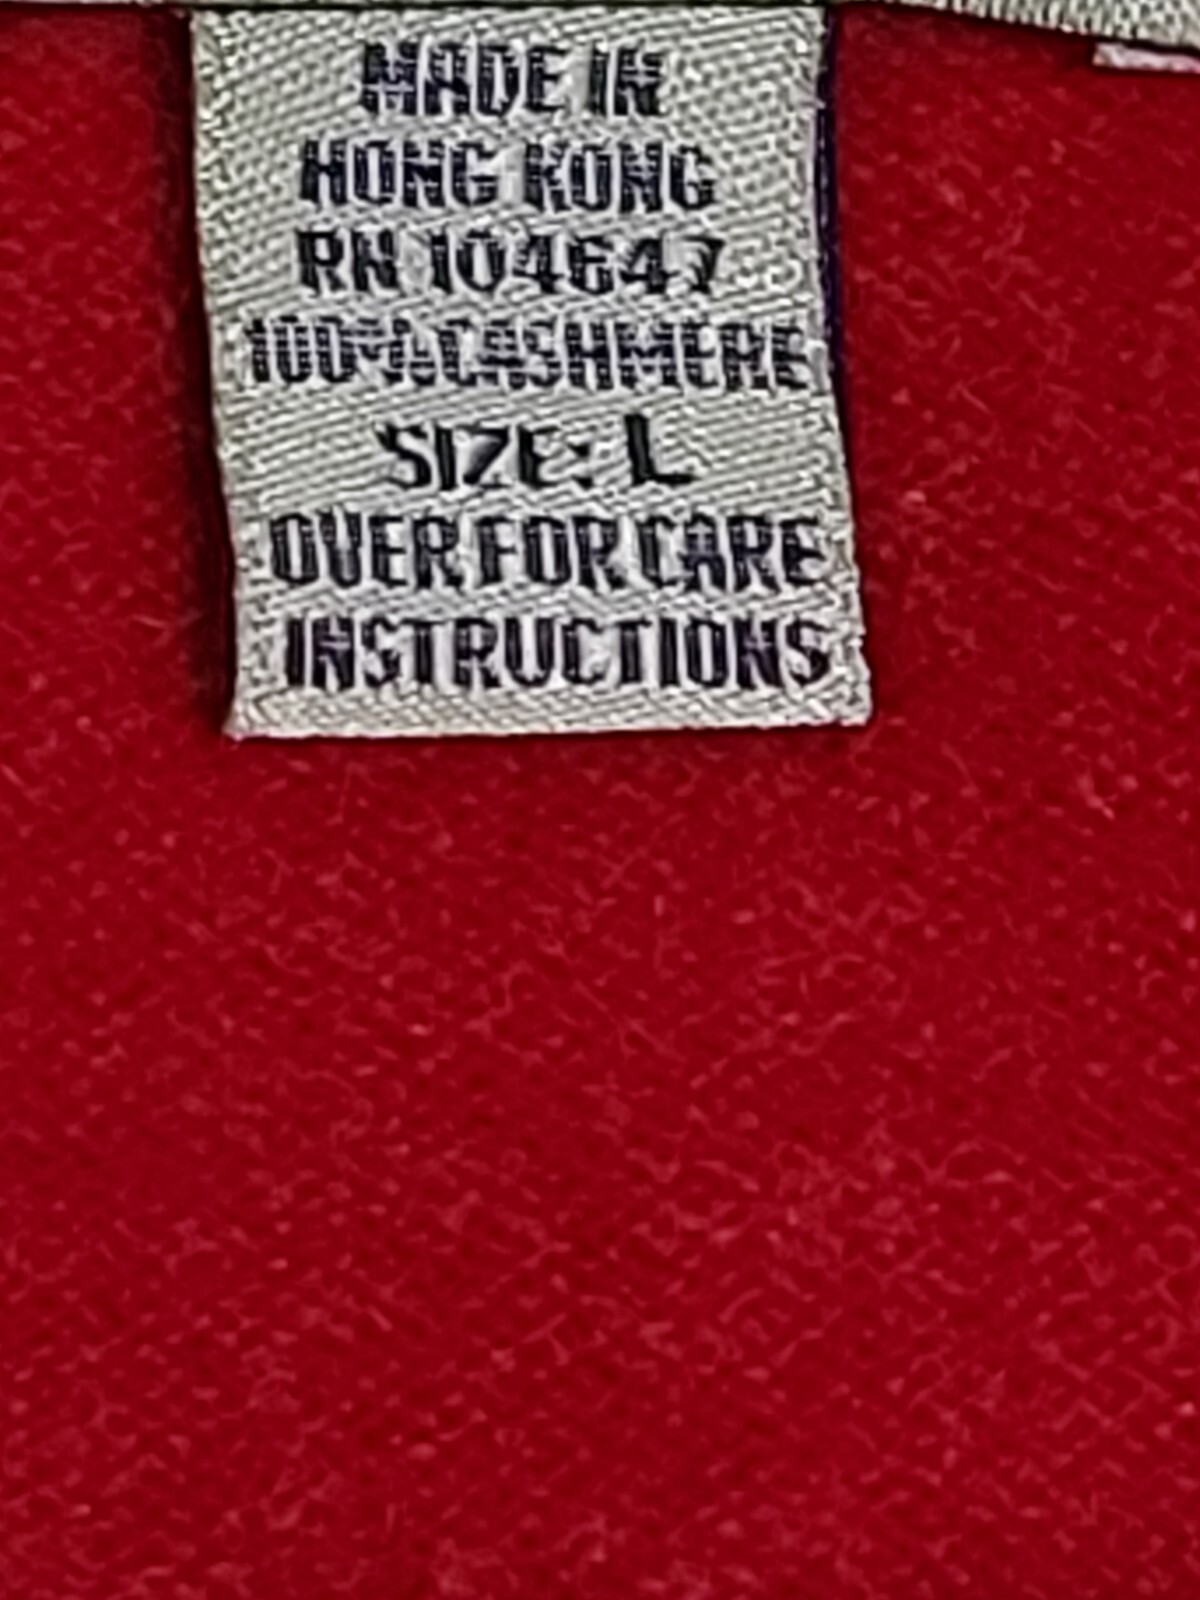 MADE IN
HONG KONG
RN 104647
100% CASHMERE
SIZE: L
OVER FOR CARE
INSTRUCTIONS